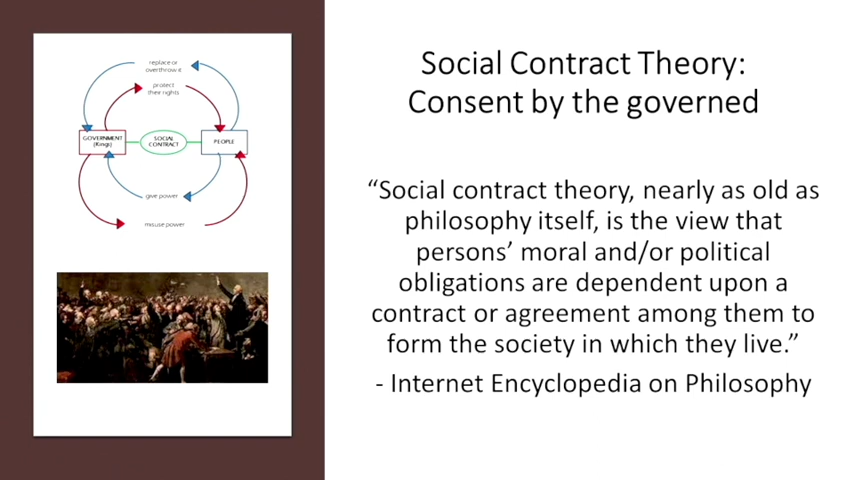 replace or
overthrow it
protect
their rights
GOVERNMENT
(Kings)
SOCIAL
CONTRACT
PEOPLE
give power
misuse power
Social Contract Theory:
Consent by the governed
“Social contract theory, nearly as old as
philosophy itself, is the view that
persons’ moral and/or political
obligations are dependent upon a
contract or agreement among them to
form the society in which they live.”
- Internet Encyclopedia on Philosophy